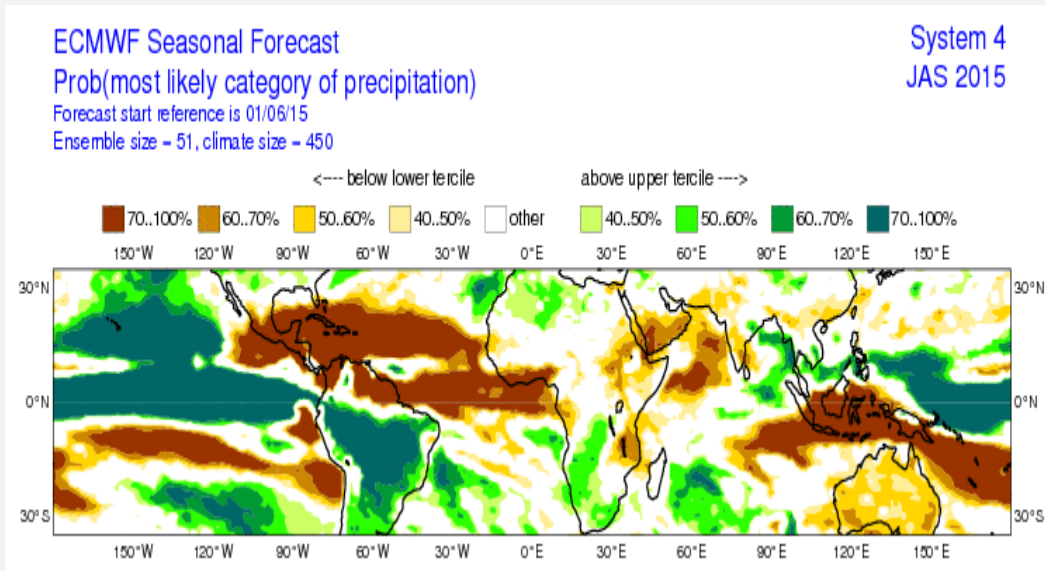 ECMWF Seasonal Forecast
System 4
Prob(most likely category of precipitation)
JAS 2015
Forecast start reference is 01/06/15
Ensemble size = 51, climate size = 450
<---- below lower tercile
above upper tercile ---->
70..100% 60..70% 50..60% 40..50% other 40..50% 50..60% 60..70% 70..100%
150°W 120°W 90°W 60°W 30°W 0°E 30°E 60°E 90°E 120°E 150°E
30°N 30°N
0°N 0°N
30°S 30°S
150°W 120°W 90°W 60°W 30°W 0°E 30°E 60°E 90°E 120°E 150°E